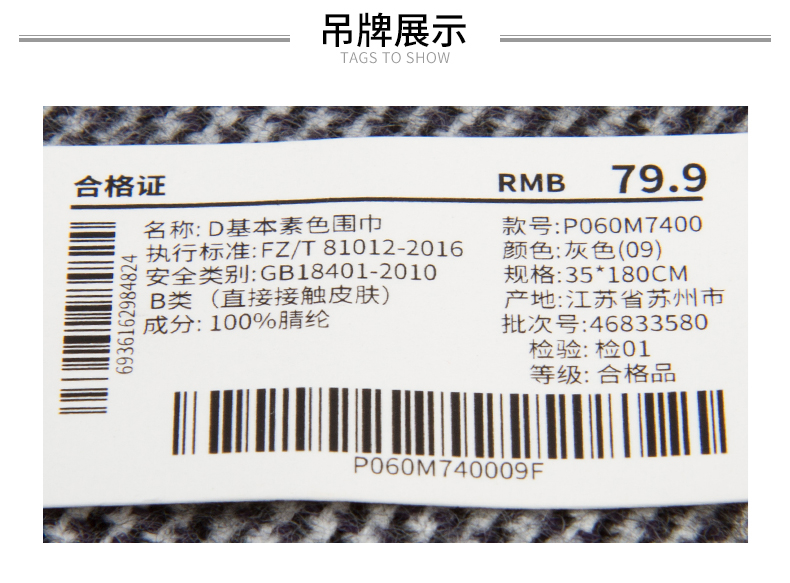 吊牌展示
TAGS TO SHOW
合格证 RMB 79.9
名称: D基本素色围巾
执行标准:FZ/T 81012-2016
安全类别:GB18401-2010
B类（直接接触皮肤）
成分: 100%腈纶
款号:P060M7400
颜色:灰色(09)
规格:35*180CM
产地:江苏省苏州市
批次号:46833580
检验: 检01
等级: 合格品
6936162984824
P060M740009F